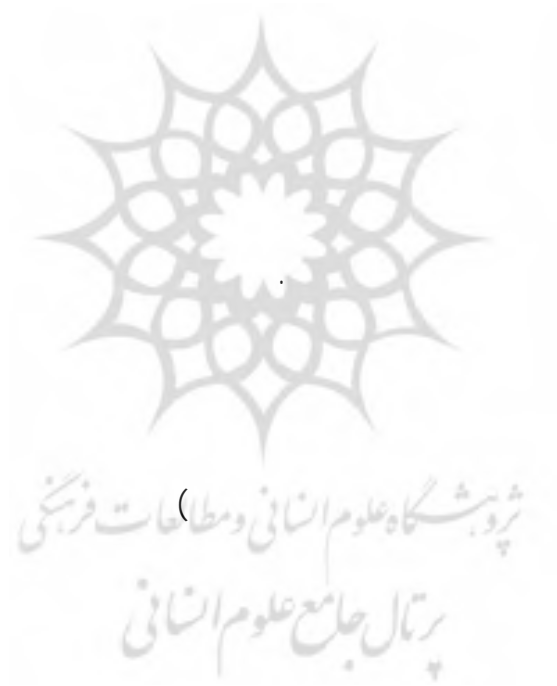 .
)
پژوهشگاه علوم انسانی و مطالعات فرهنگی
پرتال جامع علوم انسانی